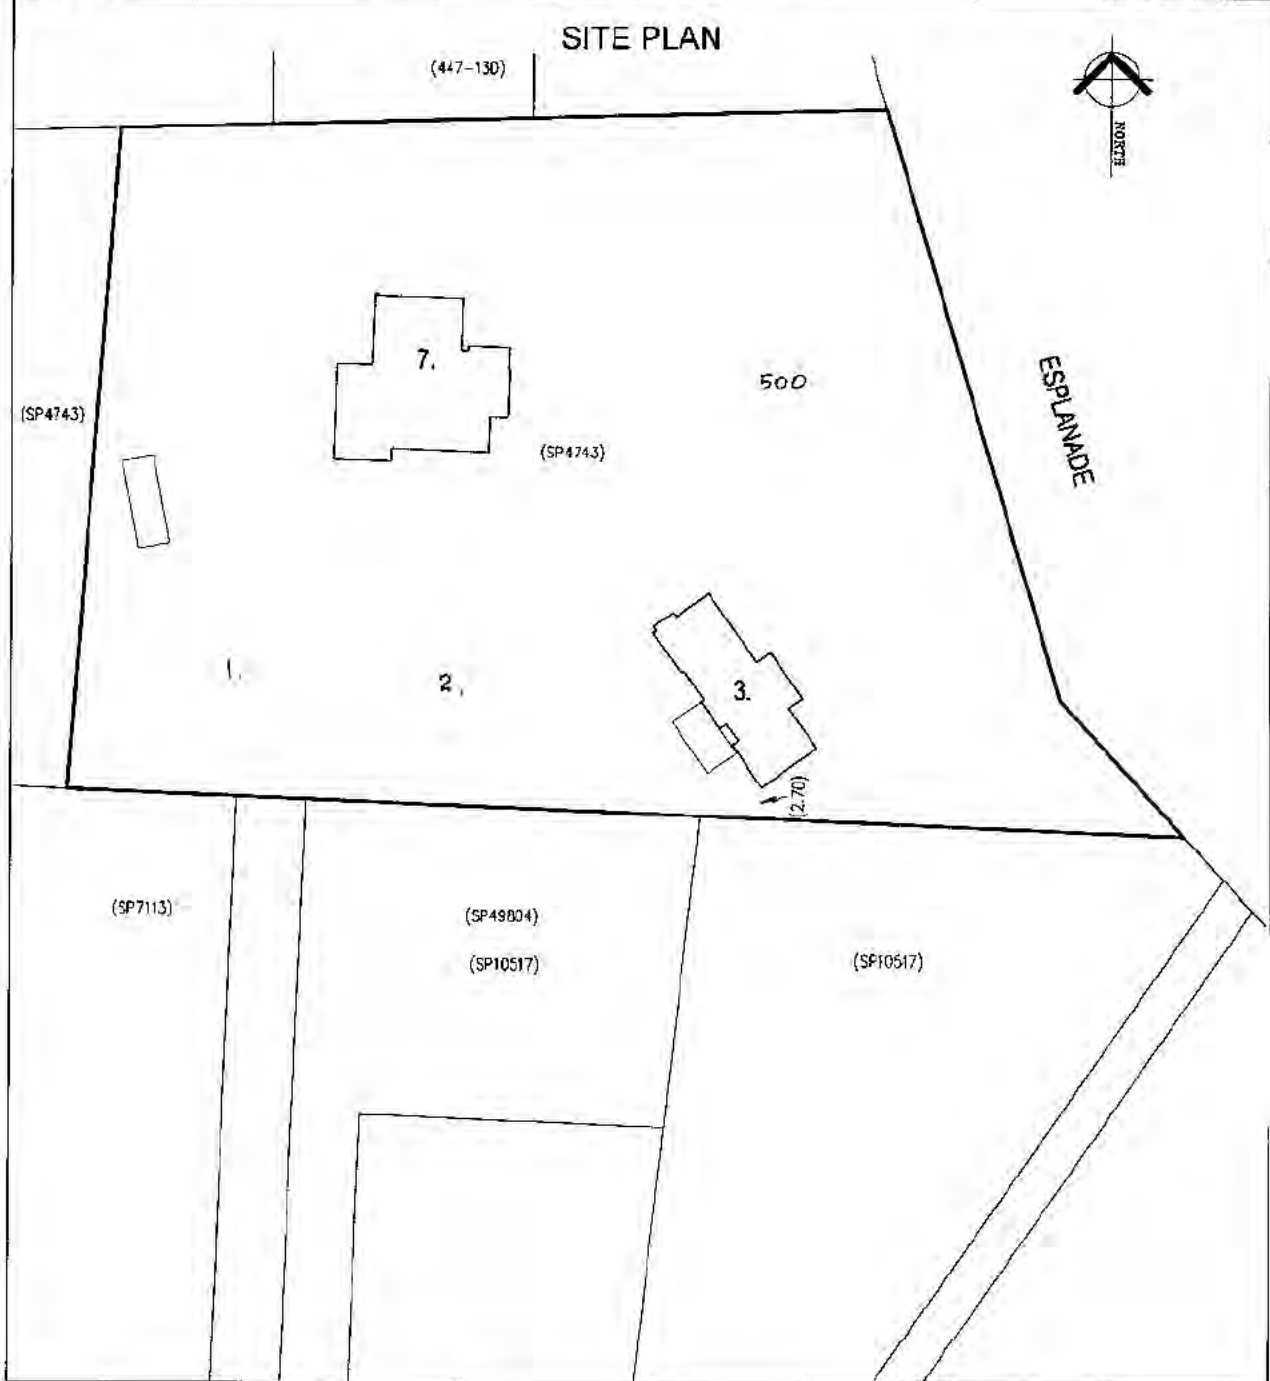 SITE PLAN
(447-130)
NORTH
7.
500
ESPLANADE
(SP4743)
(SP4743)
1.
2.
3.
(2.70)
(SP7113)
(SP49804)
(SP10517)
(SP10517)